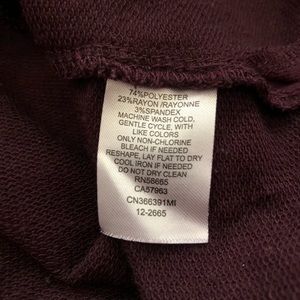 74%POLYESTER
23%RAYON /RAYONNE
3%SPANDEX
MACHINE WASH COLD,
GENTLE CYCLE, WITH
LIKE COLORS
ONLY NON-CHLORINE
BLEACH IF NEEDED
RESHAPE, LAY FLAT TO DRY
COOL IRON IF NEEDED
DO NOT DRY CLEAN
RN58665
CA57963
CN366391MI
12-2665